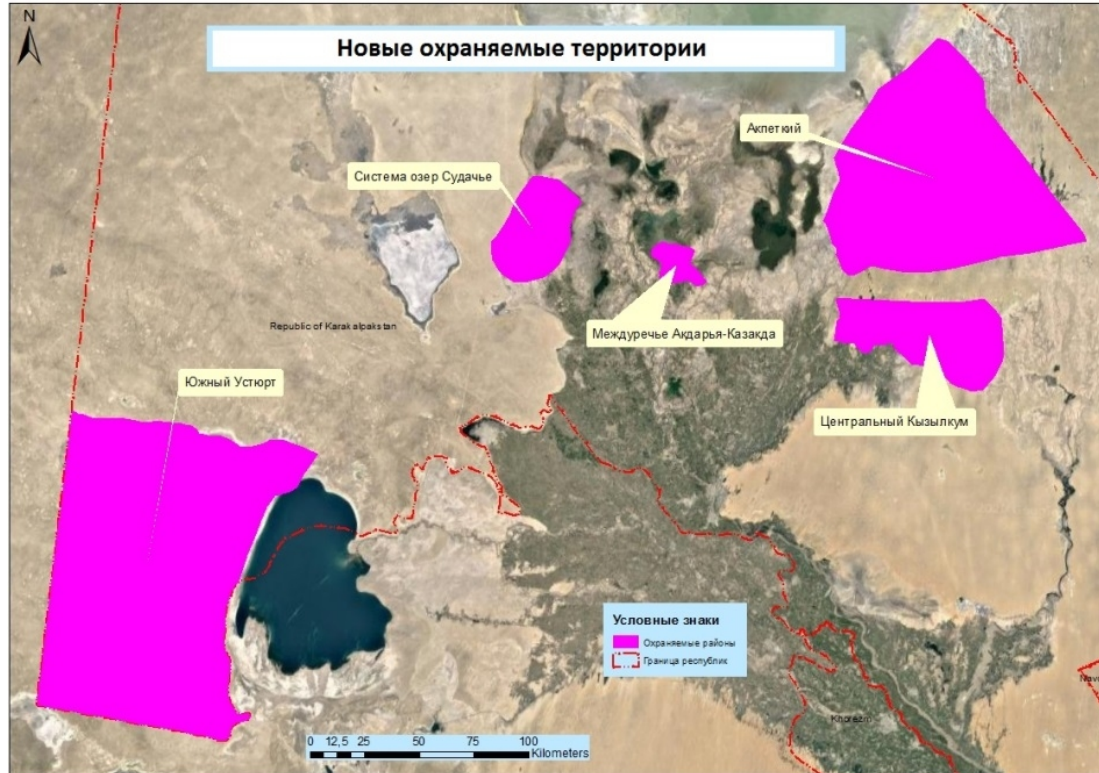 N
Новые охраняемые территории
Акпеткий
Система озер Судачье
Republic of Karakalpakstan
Междуречье Акдарья-Казакда
Южный Устюрт
Центральный Кызылкум
Условные знаки
Охраняемые районы
Граница республик
Khorezm
0 12,5 25 50 75 100
Kilometers